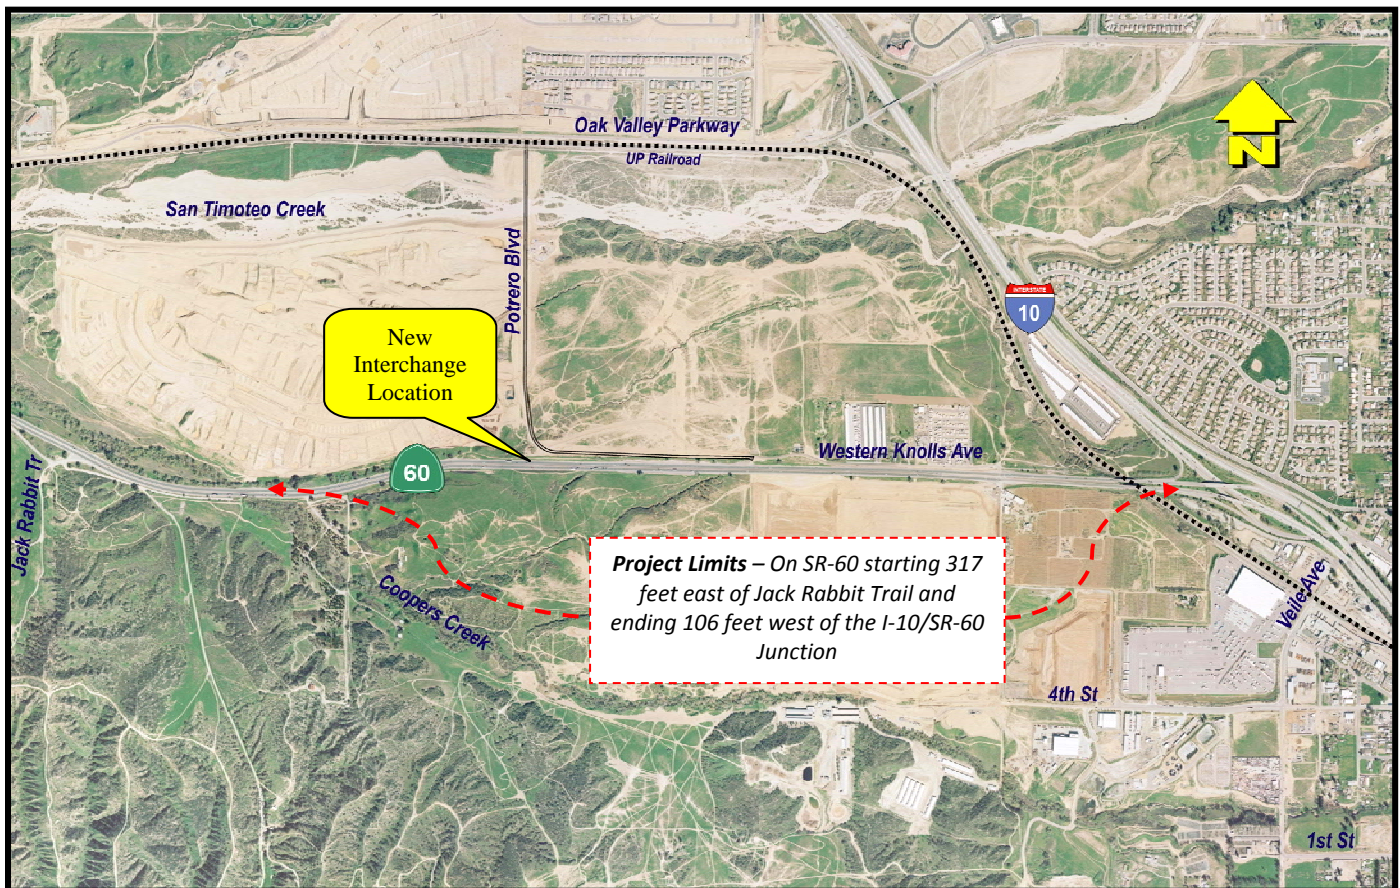 Oak Valley Parkway
UP Railroad
N
San Timoteo Creek
Potrero Blvd
INTERSTATE
10
New
Interchange
Location
Western Knolls Ave
60
Jack Rabbit Tr
Coopers Creek
Project Limits – On SR-60 starting 317
feet east of Jack Rabbit Trail and
ending 106 feet west of the I-10/SR-60
Junction
Veile Ave
4th St
1st St